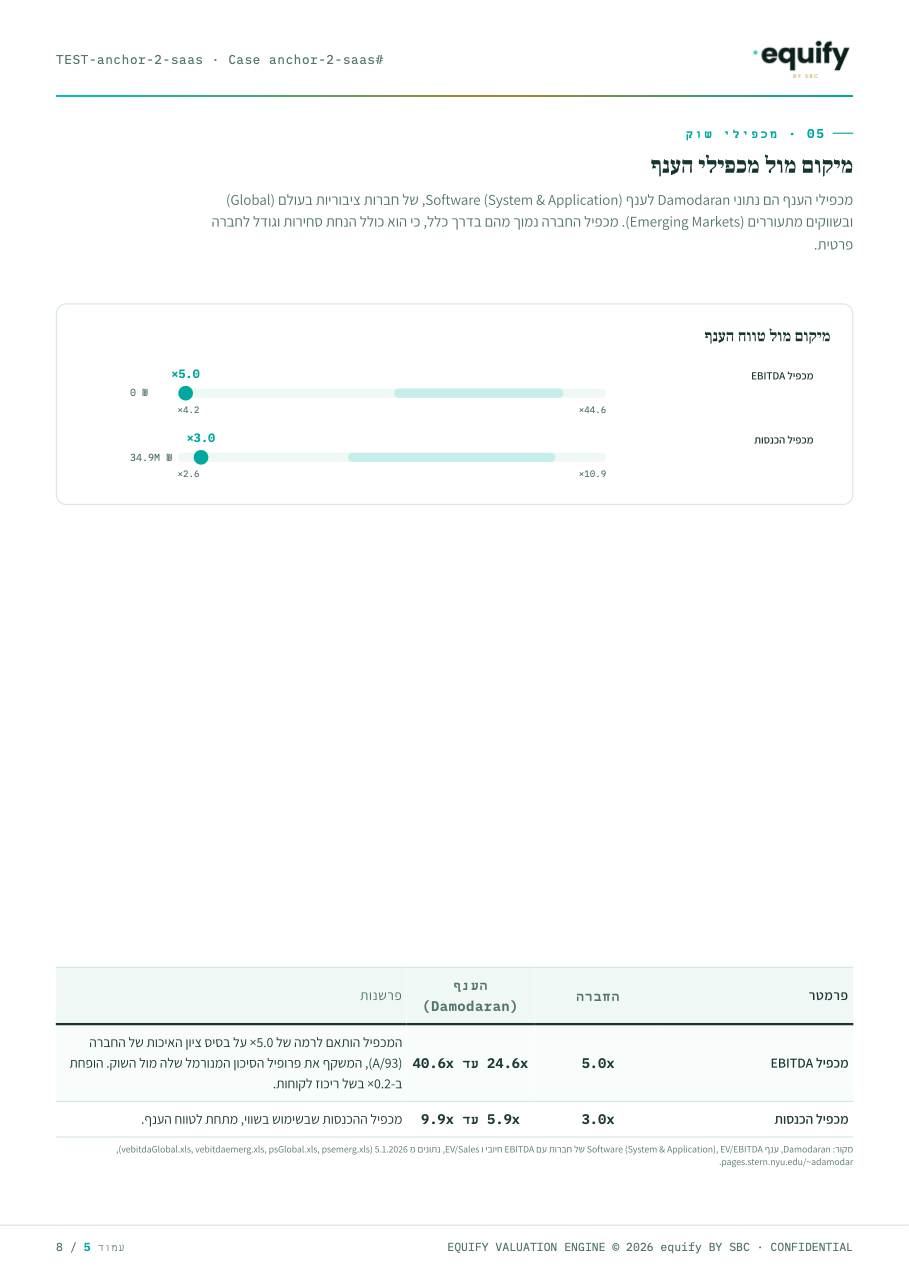 TEST-anchor-2-saas · Case anchor-2-saas#
equify
BY SBC
05 · מכפילי שוק
מיקום מול מכפילי הענף
מכפילי הענף הם נתוני Damodaran לענף Software (System & Application), של חברות ציבוריות בעולם (Global)
ובשווקים מתעוררים (Emerging Markets). מכפיל החברה נמוך מהם בדרך כלל, כי הוא כולל הנחת סחירות וגודל לחברה
פרטית.
מיקום מול טווח הענף
מכפיל EBITDA
×5.0
0 ₪
×4.2
×44.6
מכפיל הכנסות
×3.0
34.9M ₪
×2.6
×10.9
פרמטר
החברה
הענף
(Damodaran)
פרשנות
מכפיל EBITDA
5.0x
24.6x עד 40.6x
המכפיל הותאם לרמה של 5.0× על בסיס ציון האיכות של החברה
(A/93), המשקף את פרופיל הסיכון המנורמל שלה מול השוק. הופחת
ב-0.2× בשל ריכוז לקוחות.
מכפיל הכנסות
3.0x
5.9x עד 9.9x
מכפיל ההכנסות שבשימוש בשווי, מתחת לטווח הענף.
מקור: Damodaran, ענף Software (System & Application), EV/EBITDA של חברות עם EBITDA חיובי ו EV/Sales, נתונים מ 5.1.2026 (vebitdaGlobal.xls, vebitdaemerg.xls, psGlobal.xls, psemerg.xls),
pages.stern.nyu.edu/~adamodar.
EQUIFY VALUATION ENGINE © 2026 equify BY SBC · CONFIDENTIAL
עמוד 5 / 8